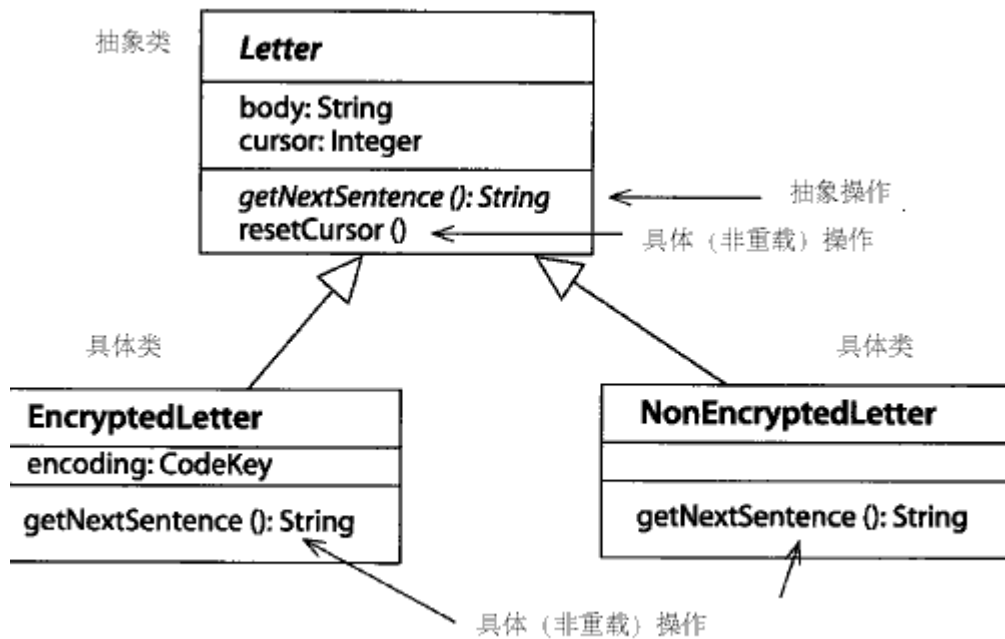 抽象类
Letter
body: String
cursor: Integer
getNextSentence (): String
抽象操作
resetCursor ()
具体（非重载）操作
具体类
具体类
EncryptedLetter
encoding: CodeKey
getNextSentence (): String
NonEncryptedLetter
getNextSentence (): String
具体（非重载）操作